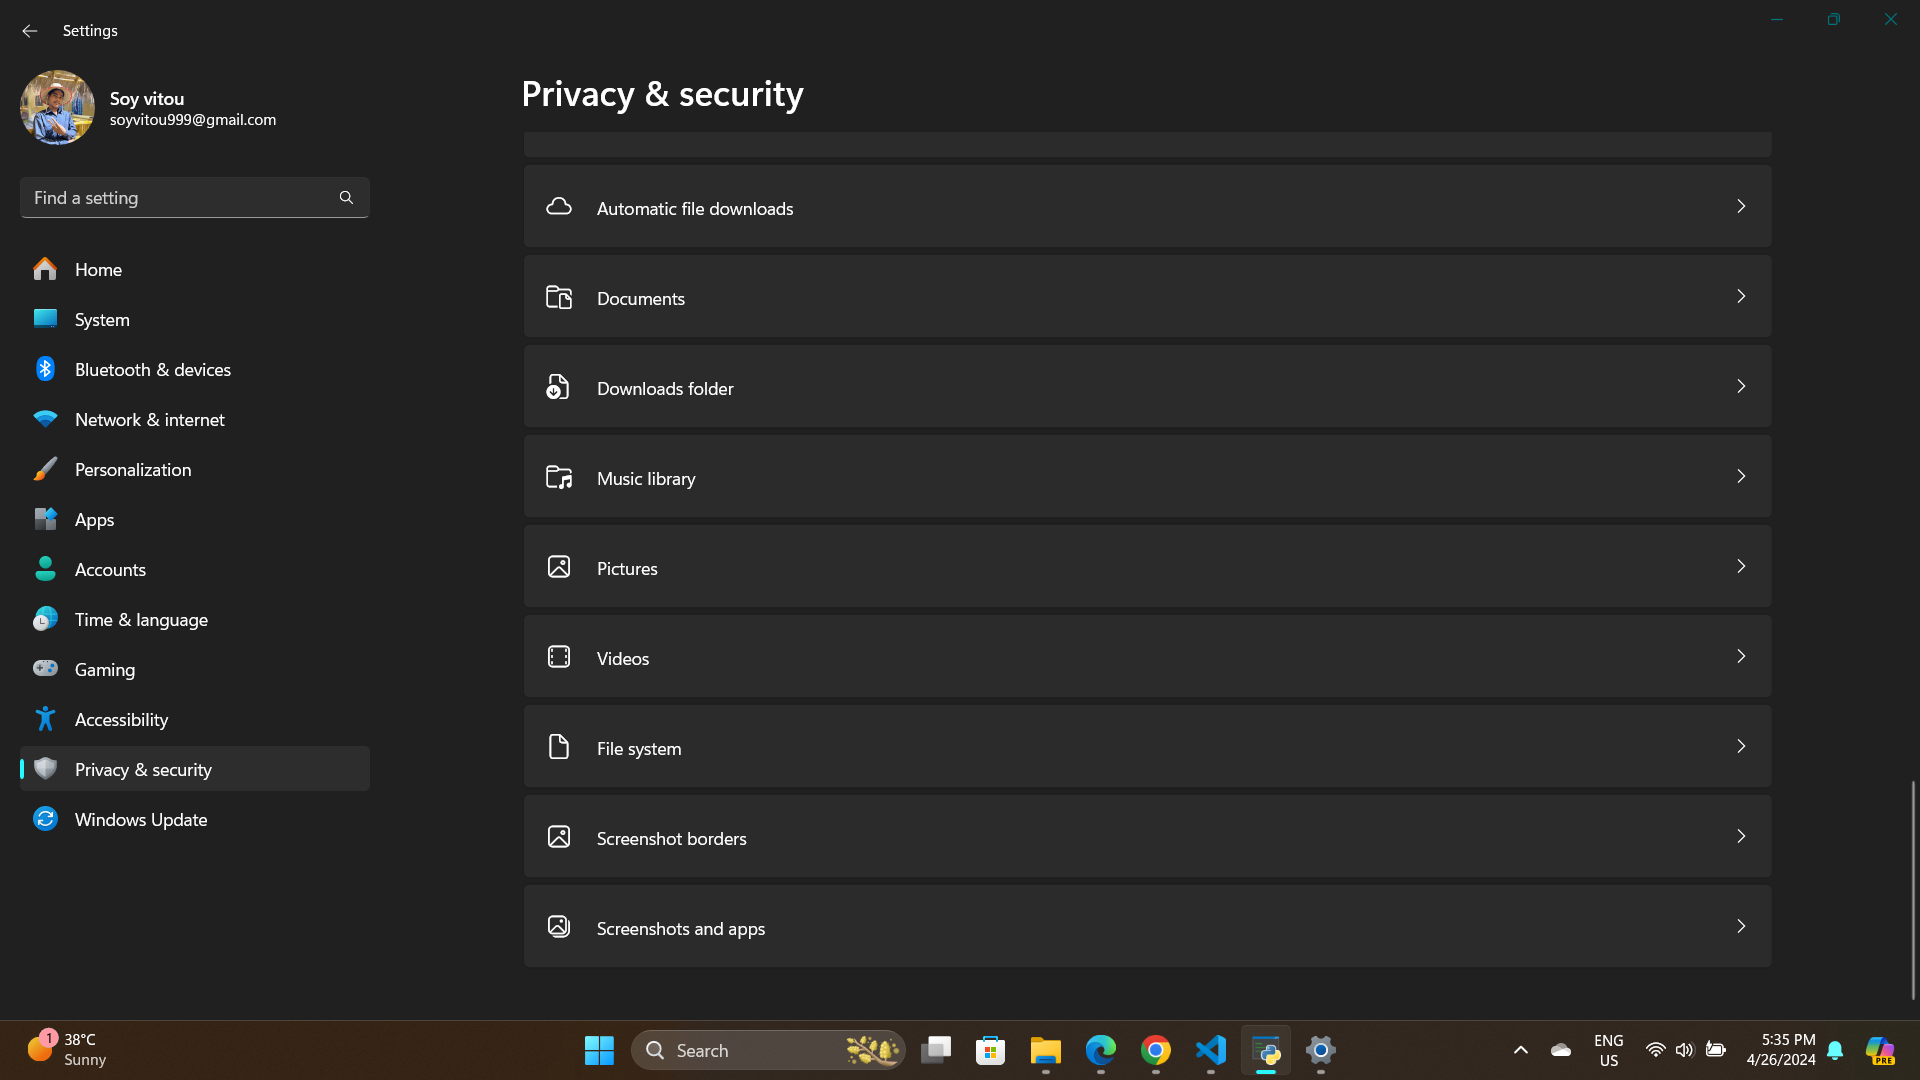 Settings
Soy vitou
soyvitou999@gmail.com
Find a setting
Home
System
Bluetooth & devices
Network & internet
Personalization
Apps
Accounts
Time & language
Gaming
Accessibility
Privacy & security
Windows Update
Privacy & security
Automatic file downloads
Documents
Downloads folder
Music library
Pictures
Videos
File system
Screenshot borders
Screenshots and apps
1
38°C
Sunny
Search
ENG
US
5:35 PM
4/26/2024
PRE